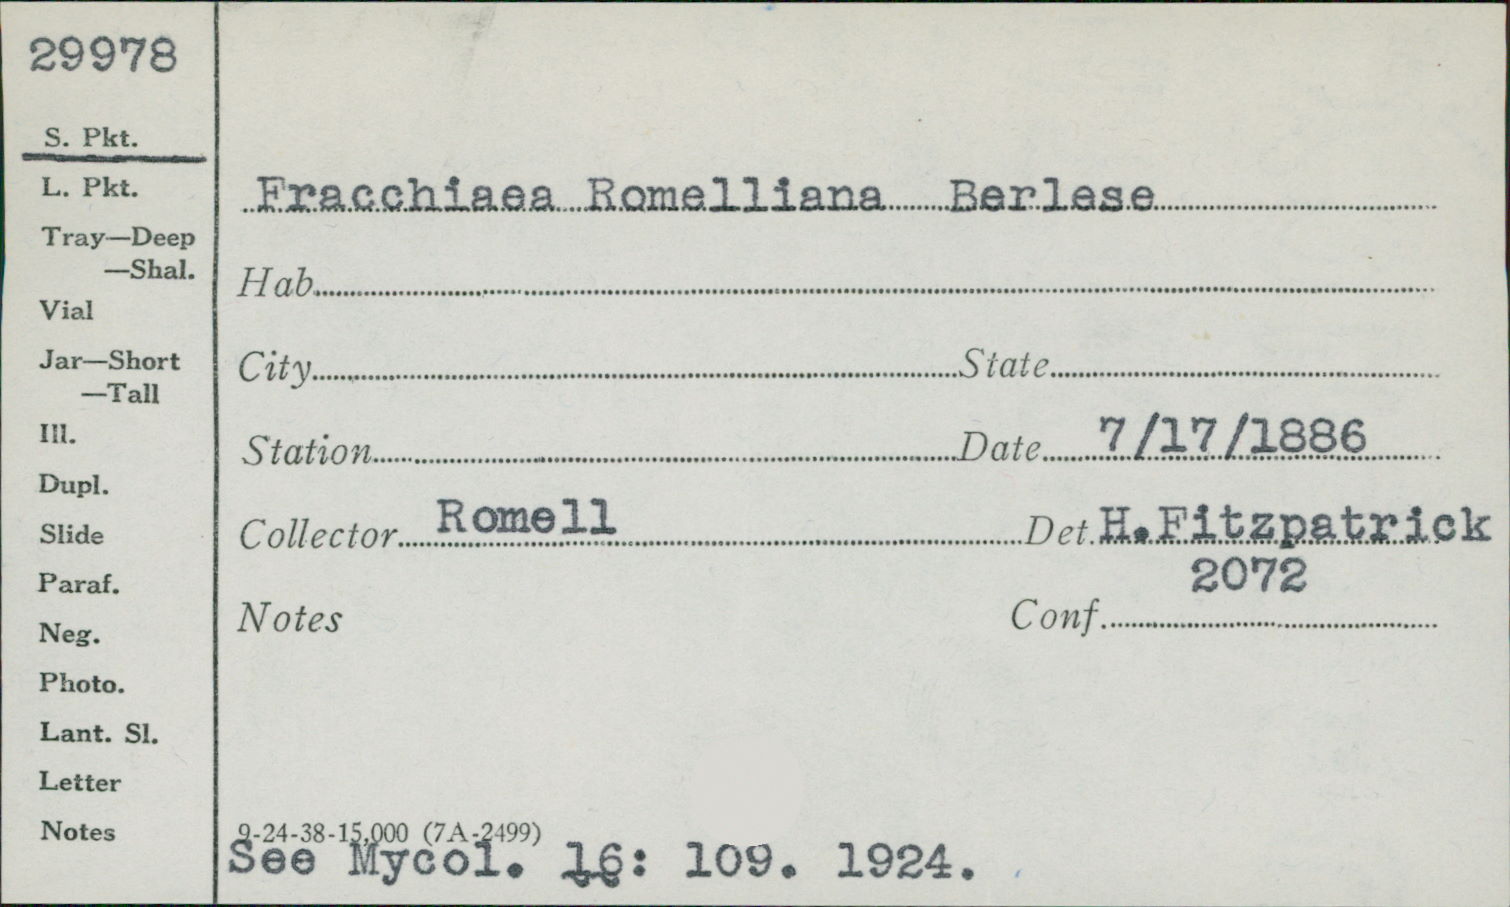 29978
S. Pkt.
L. Pkt.
Tray—Deep
—Shal.
Vial
Jar—Short
—Tall
Ill.
Dupl.
Slide
Paraf.
Neg.
Photo.
Lant. Sl.
Letter
Notes
Fracchiaea Romelliana Berlese
Hab.
City State
Station Date 7/17/1886
Collector Romell Det. H.Fitzpatrick
2072
Notes Conf.
9-24-38-15,000 (7A-2499)
See Mycol. 16: 109. 1924.